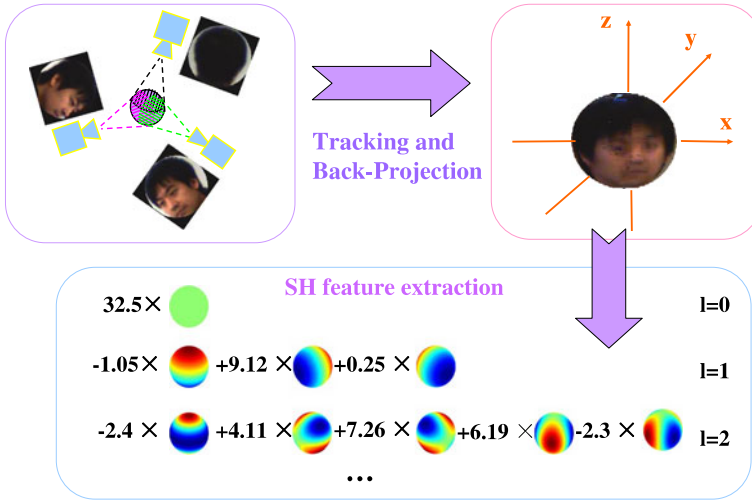 z
y
x
Tracking and
Back-Projection
SH feature extraction
32.5× l=0
-1.05× +9.12 × +0.25 × l=1
-2.4 × +4.11 × +7.26 × +6.19 × -2.3 × l=2
...